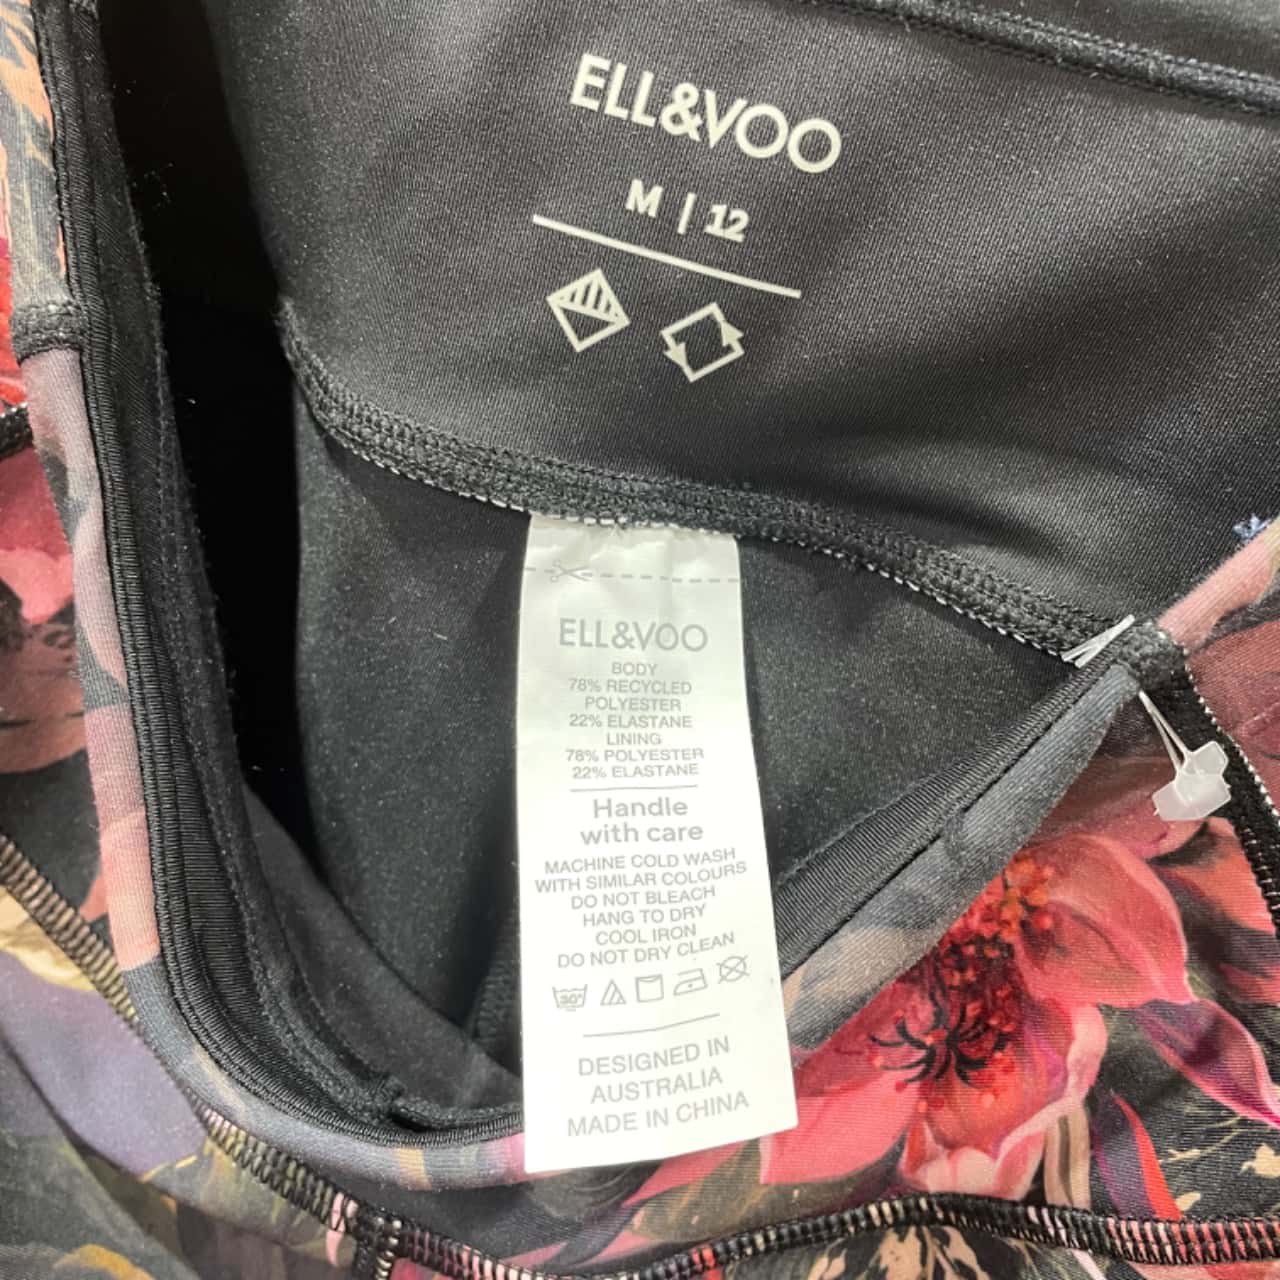 ELL&VOO
M | 12
ELL&VOO
BODY
78% RECYCLED
POLYESTER
22% ELASTANE
LINING
78% POLYESTER
22% ELASTANE
Handle
with care
MACHINE COLD WASH
WITH SIMILAR COLOURS
DO NOT BLEACH
HANG TO DRY
COOL IRON
DO NOT DRY CLEAN
30°
DESIGNED IN
AUSTRALIA
MADE IN CHINA